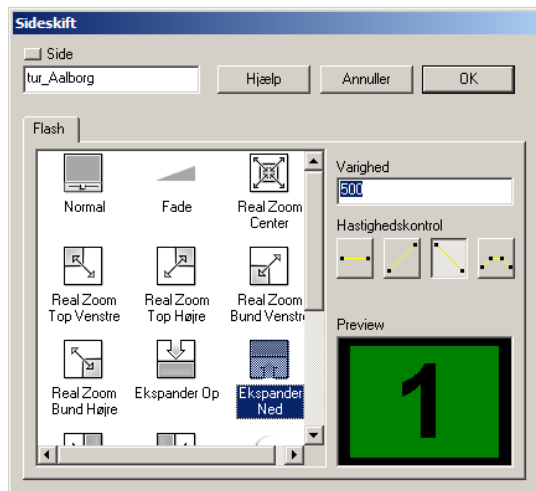 Sideskift
Side
tur_Aalborg
Hjælp
Annuller
OK
Flash
Normal
Fade
Real Zoom
Center
Real Zoom
Top Venstre
Real Zoom
Top Højre
Real Zoom
Bund Venstre
Real Zoom
Bund Højre
Ekspander Op
Ekspander
Ned
Varighed
500
Hastighedskontrol
Preview
1